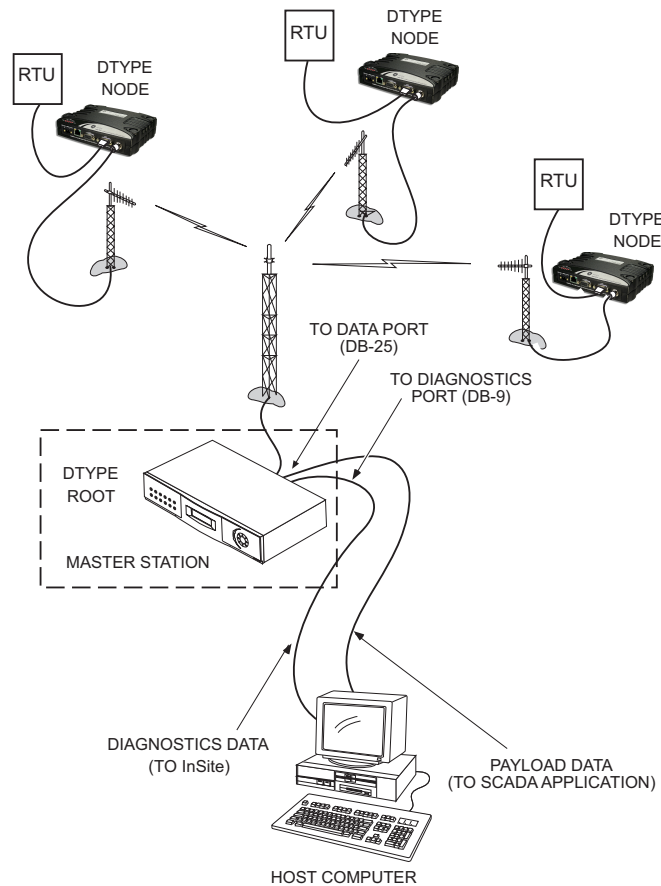 RTU
DTYPE
NODE
RTU
DTYPE
NODE
RTU
DTYPE
NODE
TO DATA PORT
(DB-25)
TO DIAGNOSTICS
PORT (DB-9)
DTYPE
ROOT
MASTER STATION
DIAGNOSTICS DATA
(TO InSite)
PAYLOAD DATA
(TO SCADA APPLICATION)
HOST COMPUTER